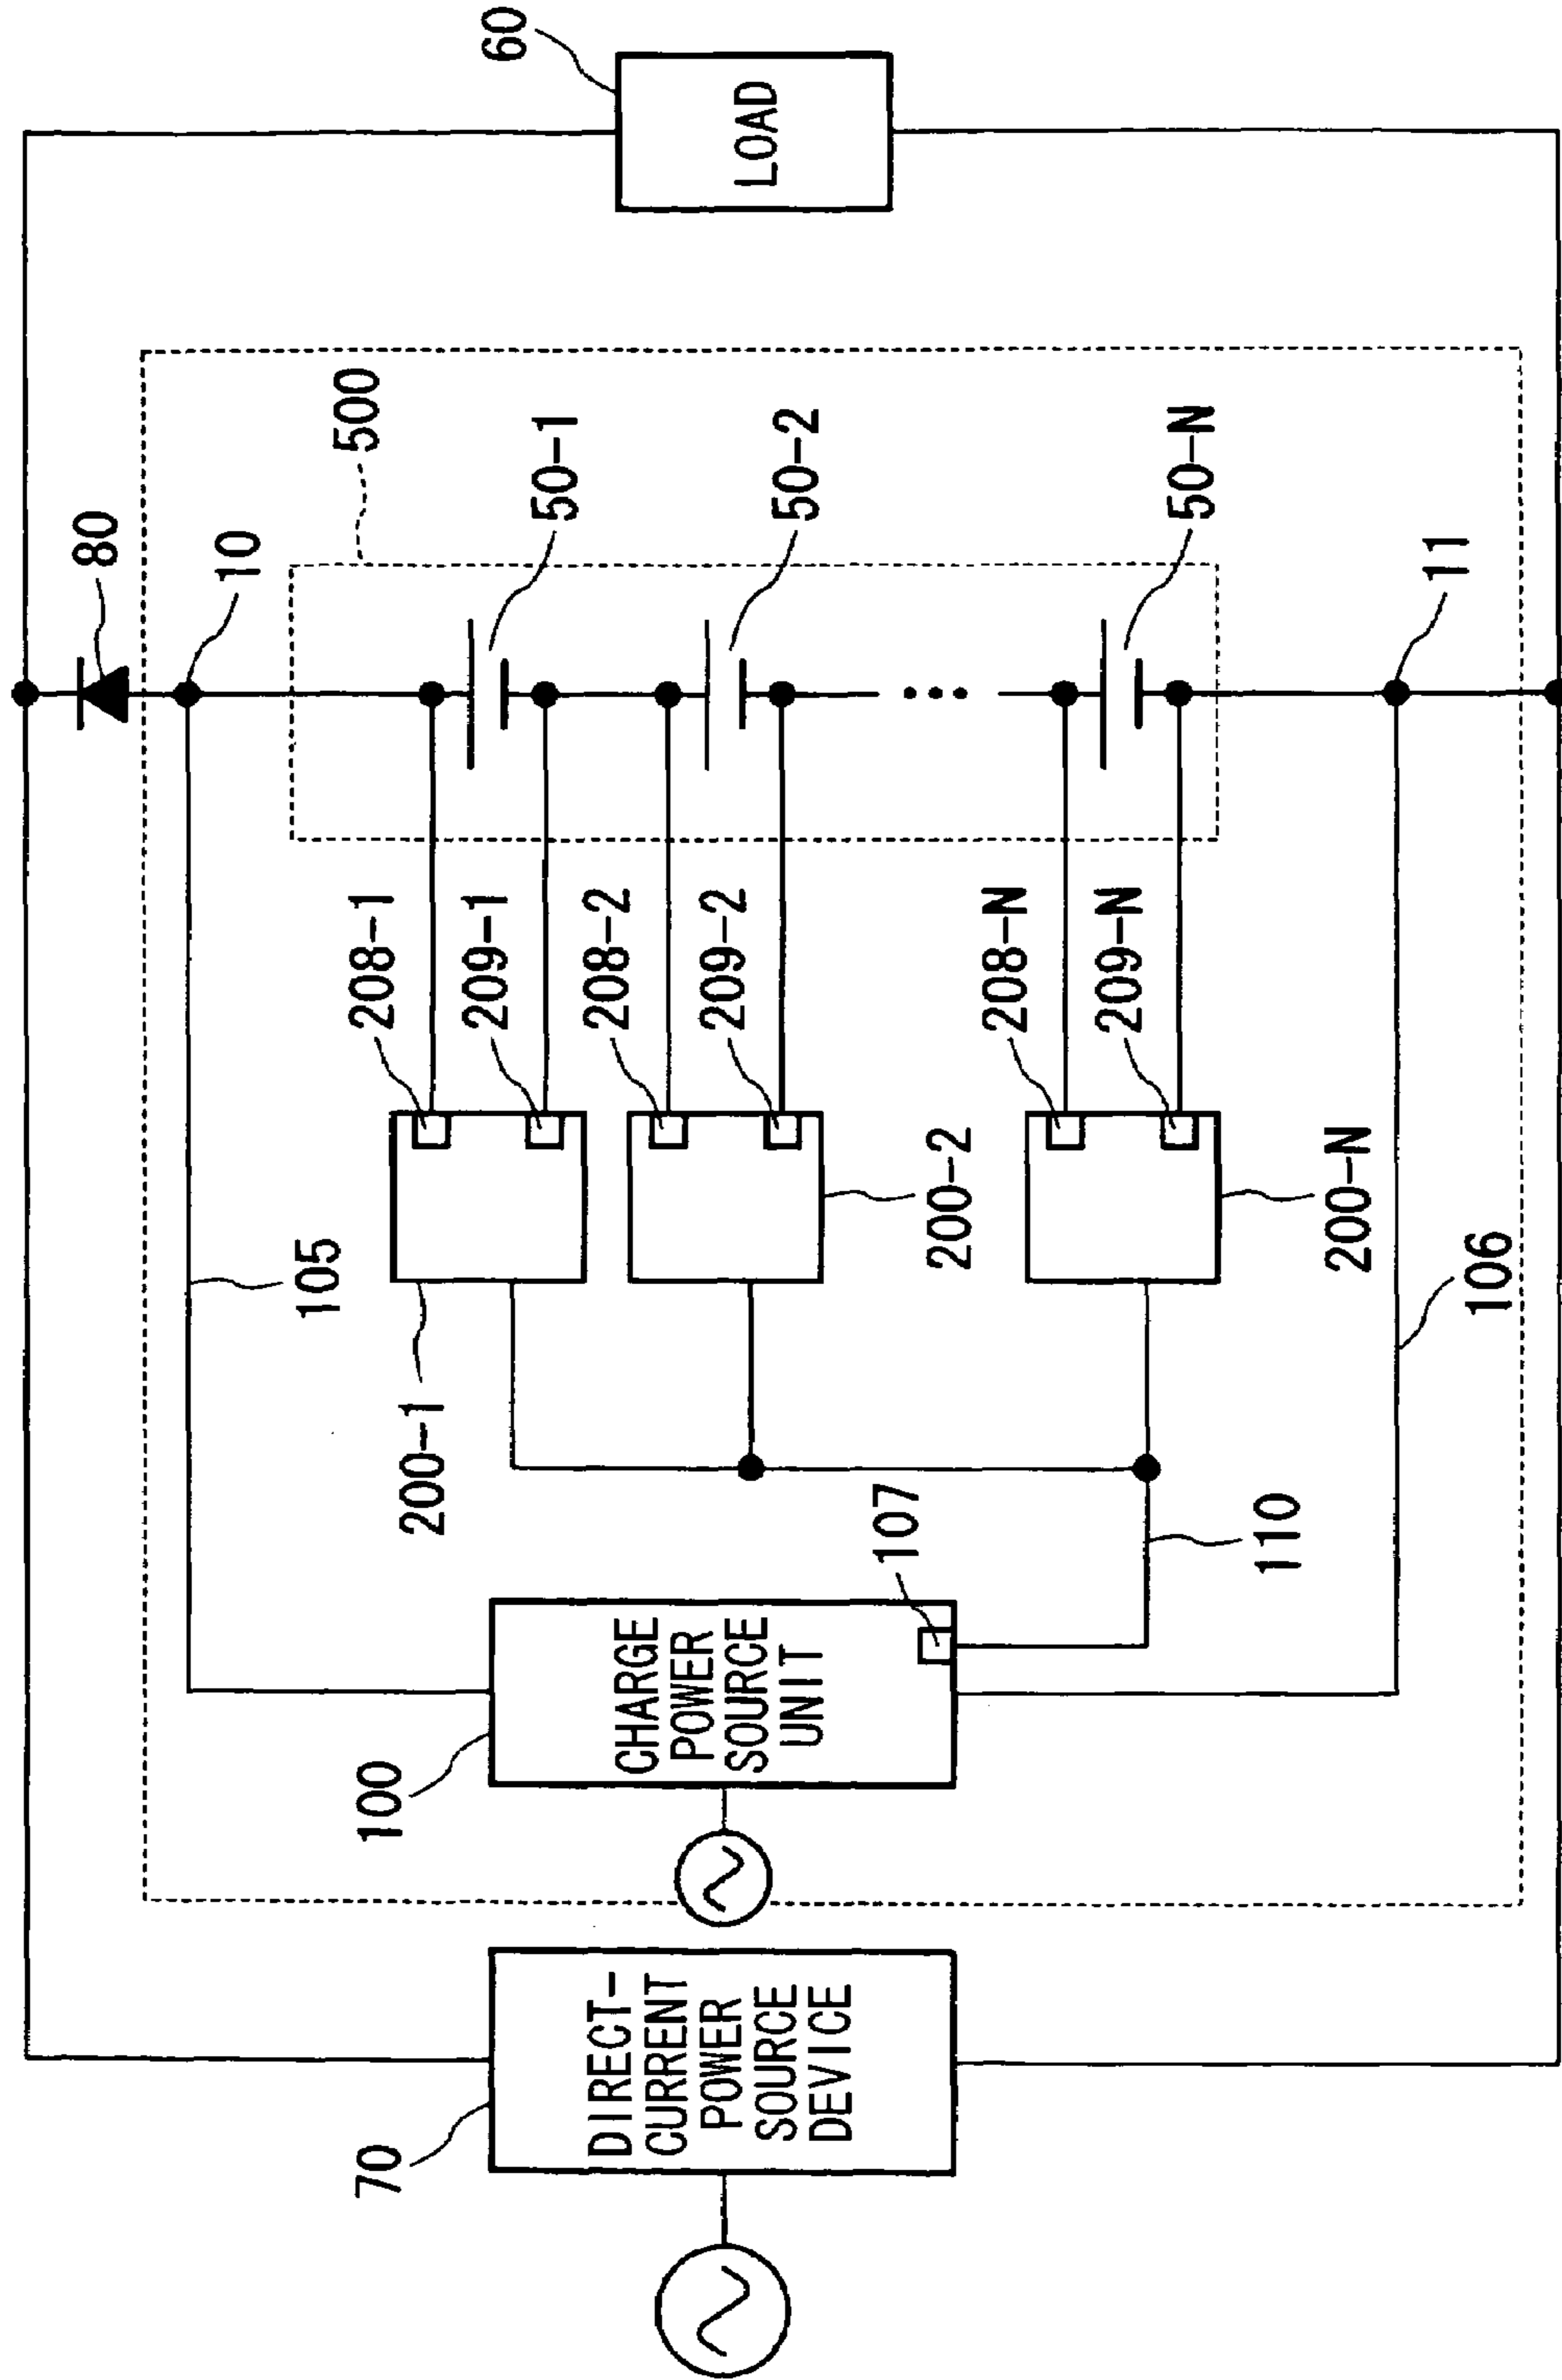 60
LOAD
500
80
10
50-1
50-2
50-N
11
208-1
209-1
208-2
209-2
208-N
209-N
105
200-1
200-2
200-N
106
107
110
100
CHARGE
POWER
SOURCE
UNIT
70
DIRECT-
CURRENT
POWER
SOURCE
DEVICE